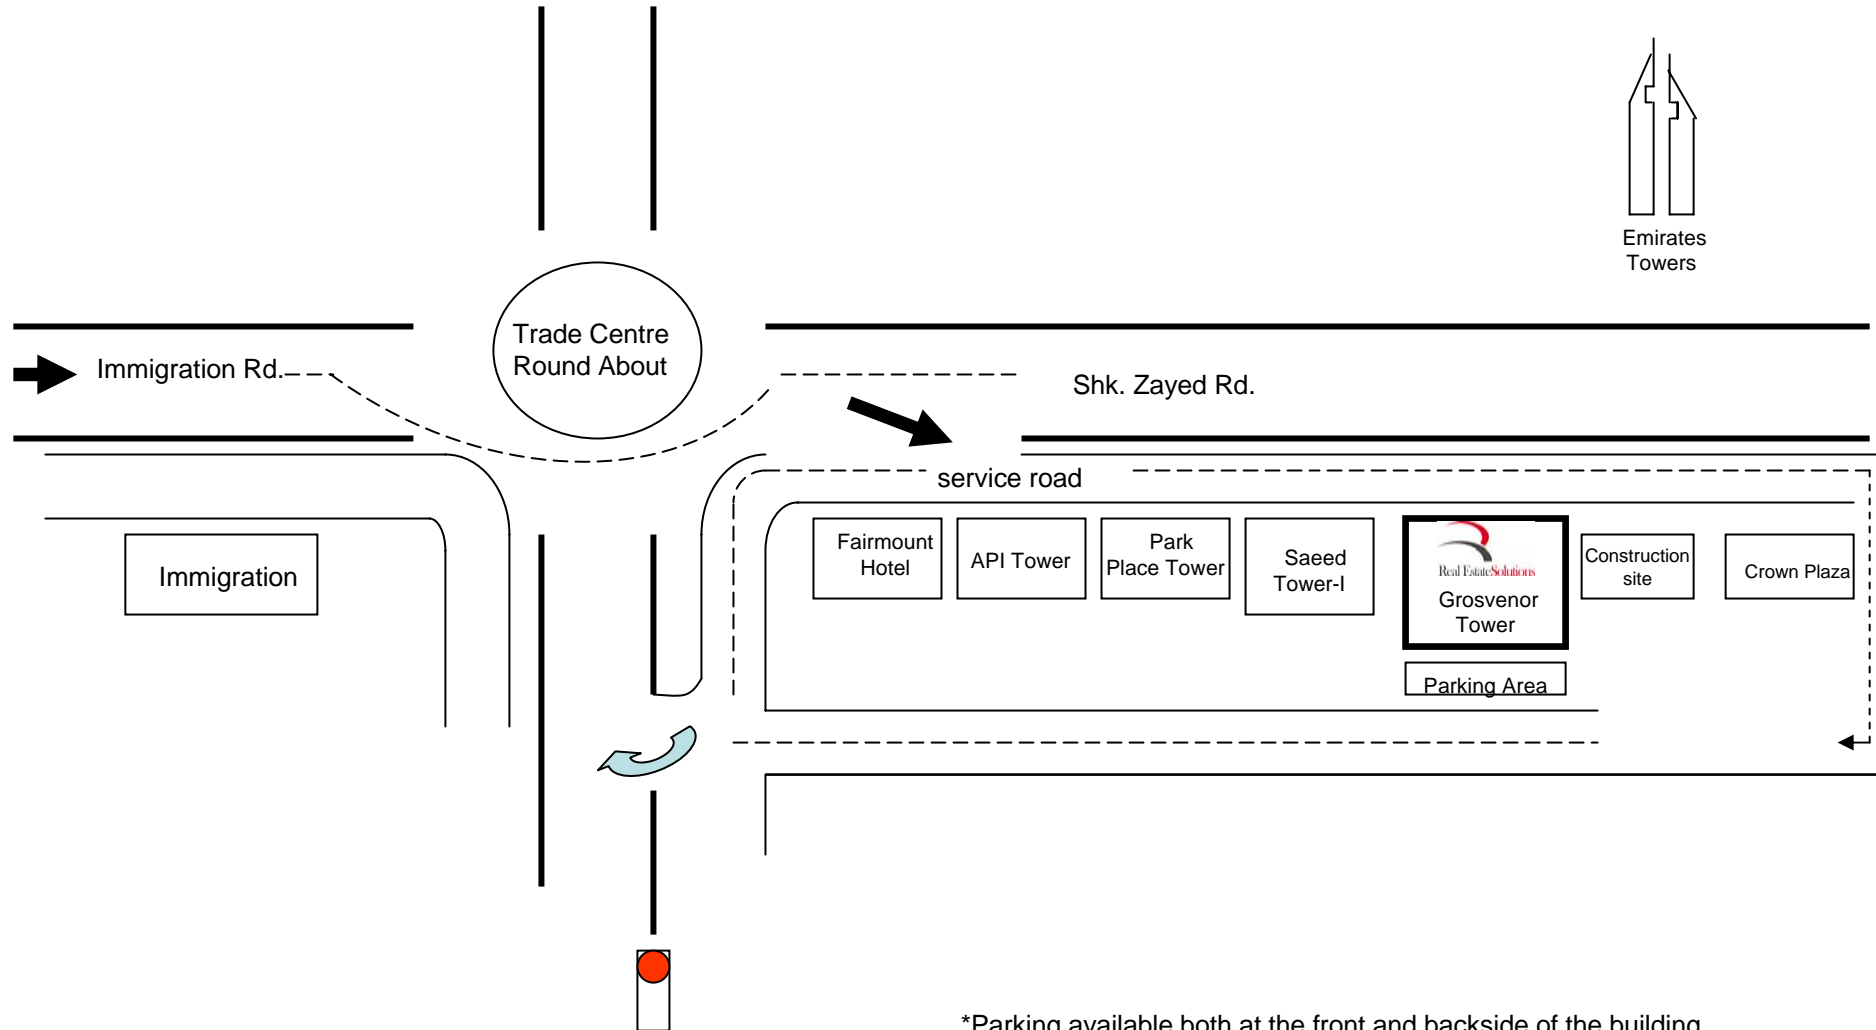 Emirates
Towers
Trade Centre
Round About
Immigration Rd.
Shk. Zayed Rd.
service road
Immigration
Fairmount
Hotel
API Tower
Park
Place Tower
Saeed
Tower-I
Real EstateSolutions
Grosvenor
Tower
Construction
site
Crown Plaza
Parking Area
*Parking available both at the front and backside of the building